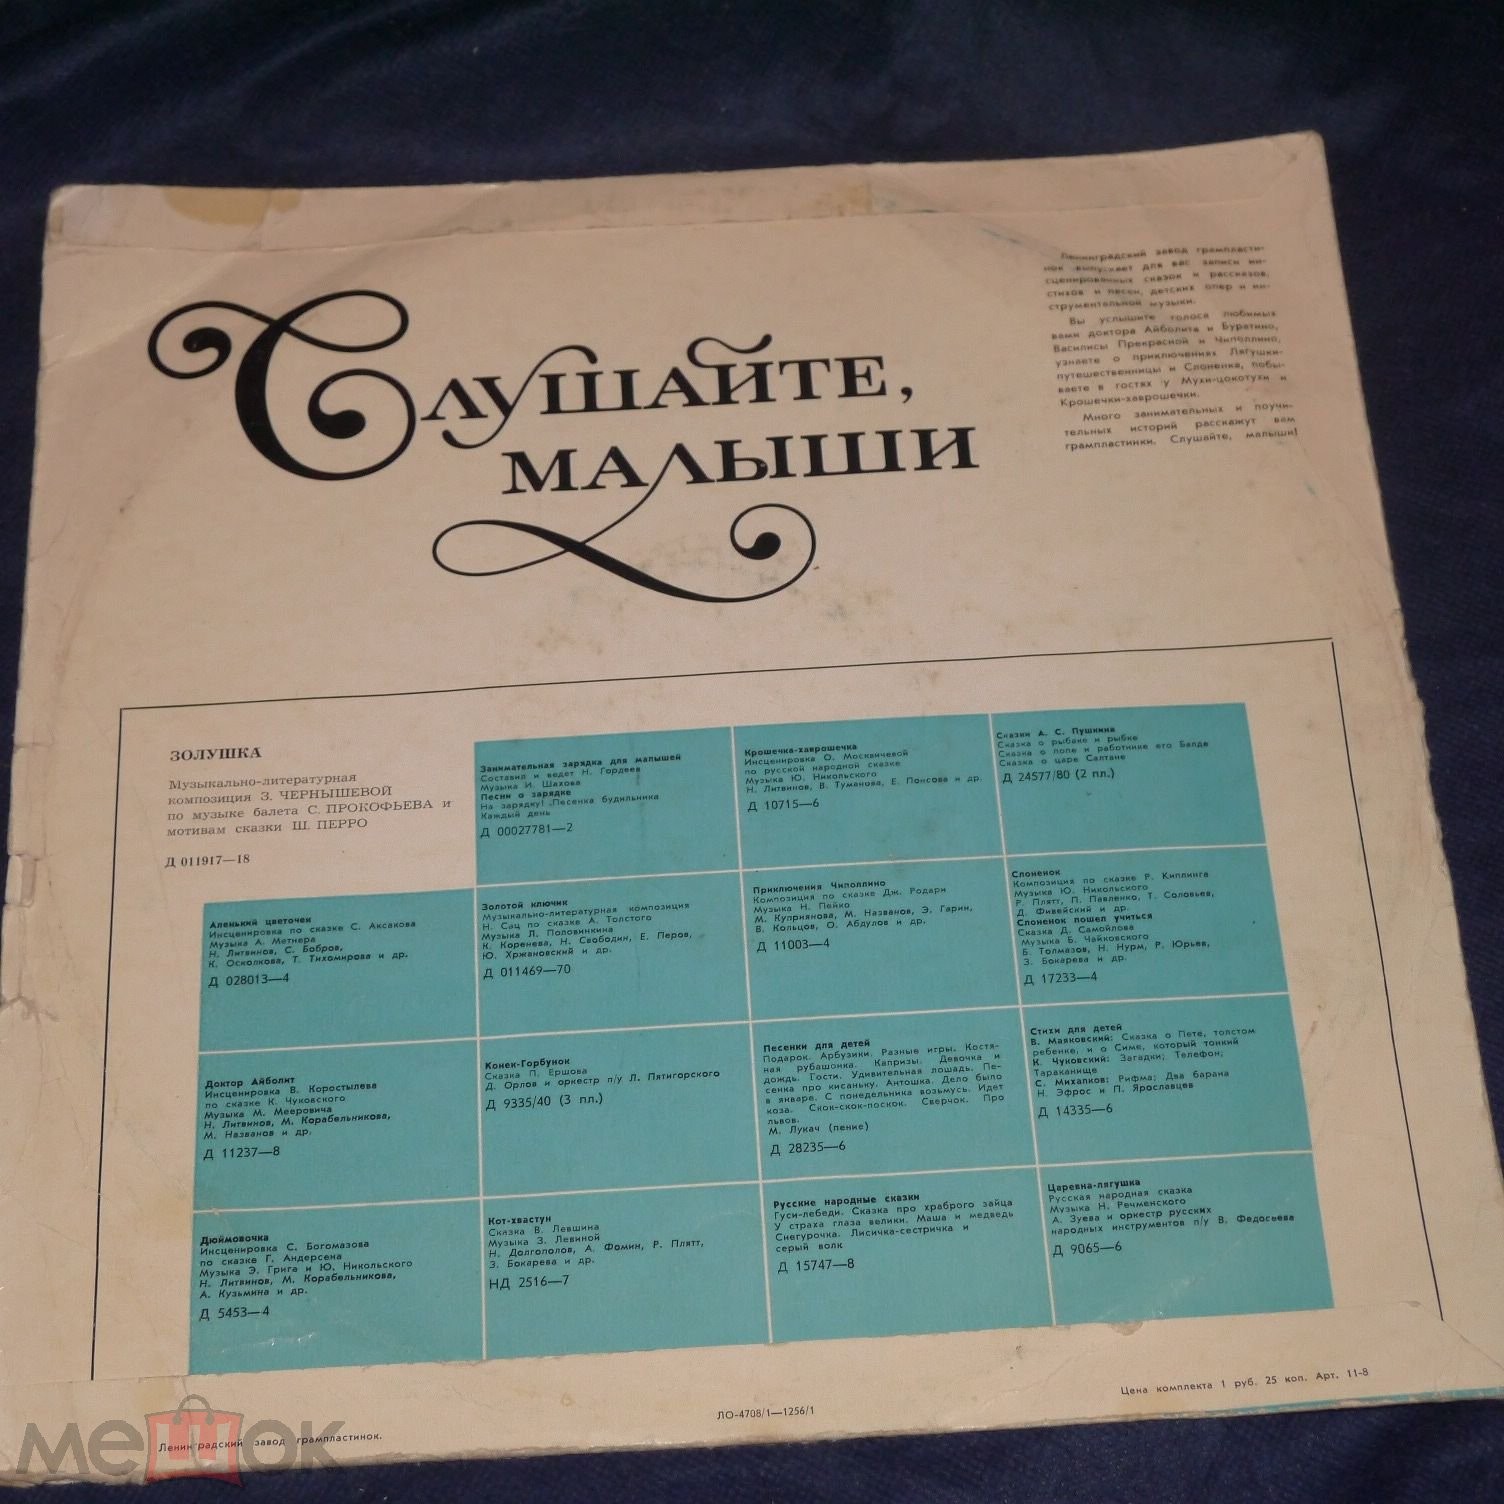 Слушайте,
малыши
Ленинградский завод грампласти-
нок выпускает для вас записи ин-
сценированных сказок и рассказов,
стихов и песен, детских опер и ин-
струментальной музыки.
Вы услышите голоса любимых
вами доктора Айболита и Буратино,
Василисы Прекрасной и Чиполлино,
узнаете о приключениях Лягушки-
путешественницы и Слоненка, побы-
ваете в гостях у Мухи-цокотухи и
Крошечки-хаврошечки.
Много занимательных и поучи-
тельных историй расскажут вам
грампластинки. Слушайте, малыши!
ЗОЛУШКА
Музыкально-литературная
композиция З. ЧЕРНЫШЕВОЙ
по музыке балета С. ПРОКОФЬЕВА и
мотивам сказки Ш. ПЕРРО
Д 011917—18
Занимательная зарядка для малышей
Составил и ведет Н. Гордеев
Музыка И. Шахова
Песни о зарядке
На зарядку! Песенка будильника
Каждый день
Д 00027781—2
Крошечка-хаврошечка
Инсценировка О. Москвичевой
по русской народной сказке
Музыка Ю. Никольского
Н. Литвинов, В. Туманова, Е. Понсова и др.
Д 10715—6
Сказки А. С. Пушкина
Сказка о рыбаке и рыбке
Сказка о попе и работнике его Балде
Сказка о царе Салтане
Д 24577/80 (2 пл.)
Аленький цветочек
Инсценировка по сказке С. Аксакова
Музыка А. Метнера
Н. Литвинов, С. Бобров,
К. Осколкова, Т. Тихомирова и др.
Д 028013—4
Золотой ключик
Музыкально-литературная композиция
Н. Сац по сказке А. Толстого
Музыка Л. Половинкина
К. Коренева, Н. Свободин, Е. Перов,
Ю. Хржановский и др.
Д 011469—70
Приключения Чиполлино
Композиция по сказке Дж. Родари
Музыка Н. Пейко
М. Куприянова, М. Названов, Э. Гарин,
В. Кольцов, О. Абдулов и др.
Д 11003—4
Слоненок
Композиция по сказке Р. Киплинга
Музыка Ю. Никольского
Р. Плятт, П. Павленко, Т. Соловьев,
Д. Фивейский и др.
Слоненок пошел учиться
Сказка Д. Самойлова
Музыка Б. Чайковского
Б. Толмазов, Н. Нурм, Р. Юрьев,
З. Бокарева и др.
Д 17233—4
Доктор Айболит
Инсценировка В. Коростылева
по сказке К. Чуковского
Музыка М. Мееровича
Н. Литвинов, М. Корабельникова,
М. Названов и др.
Д 11237—8
Конек-Горбунок
Сказка П. Ершова
Д. Орлов и оркестр п/у Л. Пятигорского
Д 9335/40 (3 пл.)
Песенки для детей
Подарок. Арбузики. Разные игры. Костя-
ная рубашонка. Капризы. Девочка и
дождь. Гости. Удивительная лошадь. Пе-
сенка про кисаньку. Антошка. Дело было
в январе. С понедельника возьмусь. Идет
коза. Скок-скок-поскок. Сверчок. Про
львов.
М. Лукач (пение)
Д 28235—6
Стихи для детей
В. Маяковский: Сказка о Пете, толстом
ребенке, и о Симе, который тонкий
К. Чуковский: Загадки; Телефон;
Тараканище
С. Михалков: Рифма; Два барана
Н. Эфрос и П. Ярославцев
Д 14335—6
Дюймовочка
Инсценировка С. Богомазова
по сказке Г. Андерсена
Музыка Э. Грига и Ю. Никольского
Н. Литвинов, М. Корабельникова,
А. Кузьмина и др.
Д 5453—4
Кот-хвастун
Сказка В. Левшина
Музыка З. Левиной
Н. Долгополов, А. Фомин, Р. Плятт,
З. Бокарева и др.
НД 2516—7
Русские народные сказки
Гуси-лебеди. Сказка про храброго зайца
У страха глаза велики. Маша и медведь
Снегурочка. Лисичка-сестричка и
серый волк
Д 15747—8
Царевна-лягушка
Русская народная сказка
Музыка Н. Речменского
А. Зуева и оркестр русских
народных инструментов п/у В. Федосеева
Д 9065—6
Цена комплекта 1 руб. 25 коп. Арт. 11-8
ЛО-4708/1—1256/1
Ленинградский завод грампластинок.
мешок